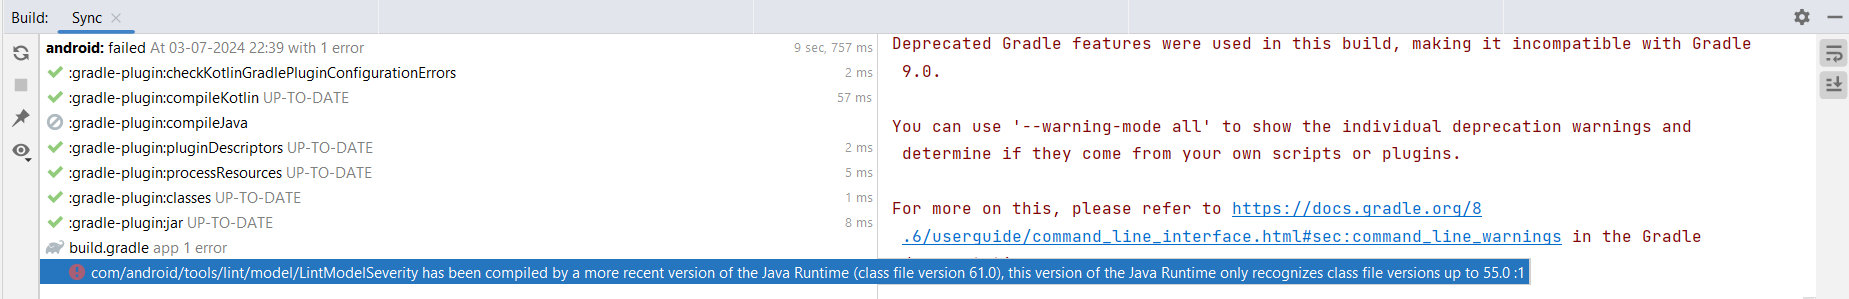 Build: Sync
android: failed At 03-07-2024 22:39 with 1 error 9 sec, 757 ms
:gradle-plugin:checkKotlinGradlePluginConfigurationErrors 2 ms
:gradle-plugin:compileKotlin UP-TO-DATE 57 ms
:gradle-plugin:compileJava
:gradle-plugin:pluginDescriptors UP-TO-DATE 2 ms
:gradle-plugin:processResources UP-TO-DATE 5 ms
:gradle-plugin:classes UP-TO-DATE 1 ms
:gradle-plugin:jar UP-TO-DATE 8 ms
build.gradle app 1 error
com/android/tools/lint/model/LintModelSeverity has been compiled by a more recent version of the Java Runtime (class file version 61.0), this version of the Java Runtime only recognizes class file versions up to 55.0 :1
Deprecated Gradle features were used in this build, making it incompatible with Gradle
9.0.
You can use '--warning-mode all' to show the individual deprecation warnings and
determine if they come from your own scripts or plugins.
For more on this, please refer to https://docs.gradle.org/8
.6/userguide/command_line_interface.html#sec:command_line_warnings in the Gradle